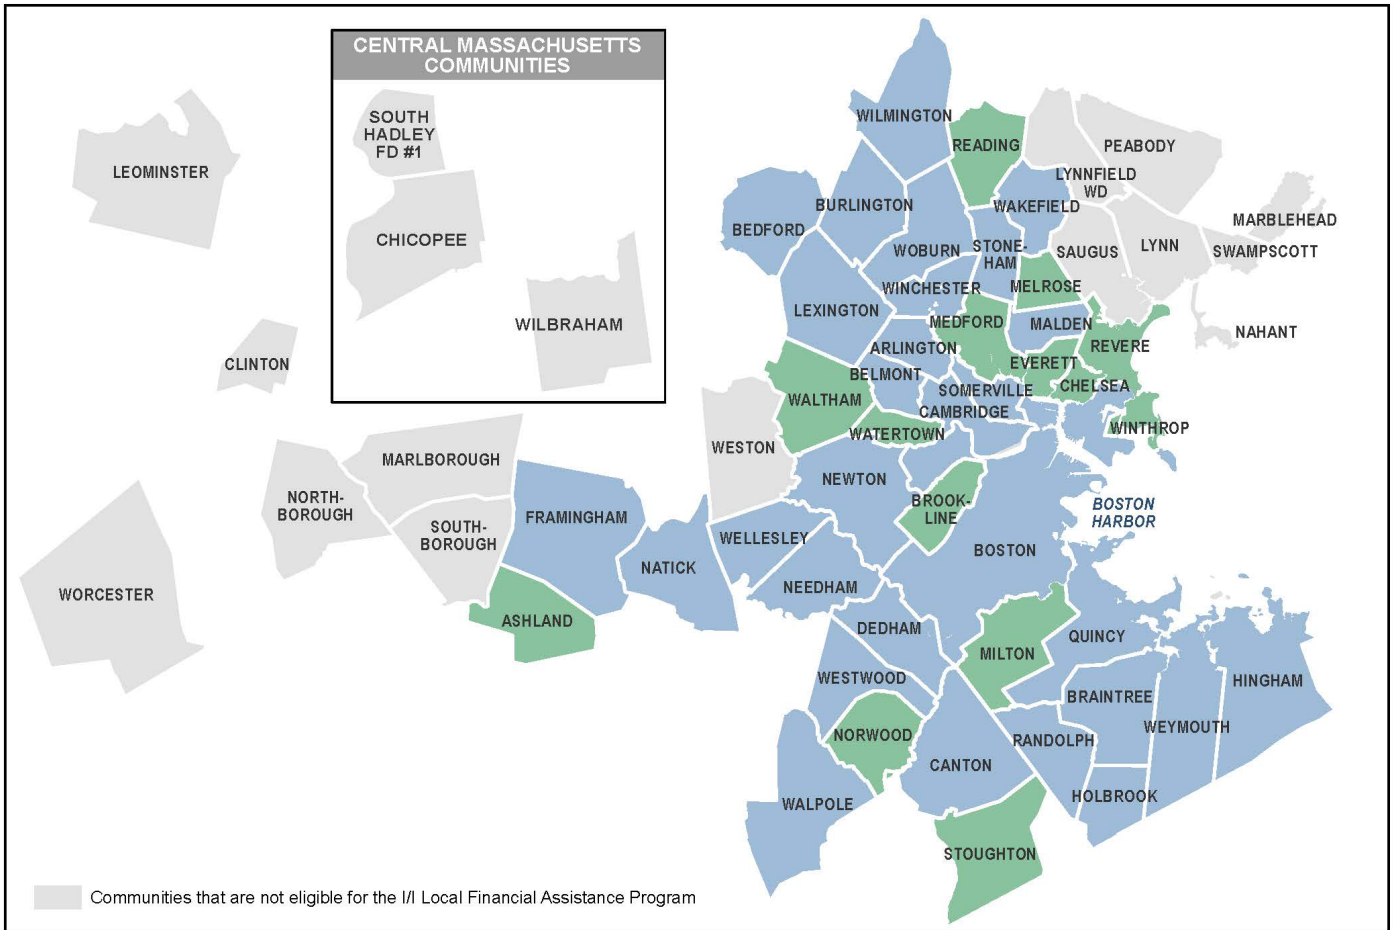 CENTRAL MASSACHUSETTS
COMMUNITIES
SOUTH
HADLEY
FD #1
CHICOPEE
WILBRAHAM
LEOMINSTER
CLINTON
WORCESTER
NORTH-
BOROUGH
MARLBOROUGH
SOUTH-
BOROUGH
FRAMINGHAM
ASHLAND
NATICK
WESTON
WELLESLEY
NEEDHAM
WILMINGTON
READING
PEABODY
LYNNFIELD
WD
BURLINGTON
WAKEFIELD
BEDFORD
MARBLEHEAD
WOBURN
STONE-
HAM
SAUGUS
LYNN
SWAMPSCOTT
WINCHESTER
MELROSE
LEXINGTON
MEDFORD
MALDEN
NAHANT
ARLINGTON
REVERE
EVERETT
BELMONT
CHELSEA
WALTHAM
SOMERVILLE
CAMBRIDGE
WATERTOWN
WINTHROP
NEWTON
BROOK-
LINE
BOSTON
HARBOR
BOSTON
DEDHAM
MILTON
QUINCY
WESTWOOD
BRAINTREE
HINGHAM
WEYMOUTH
NORWOOD
RANDOLPH
CANTON
HOLBROOK
WALPOLE
STOUGHTON
Communities that are not eligible for the I/I Local Financial Assistance Program